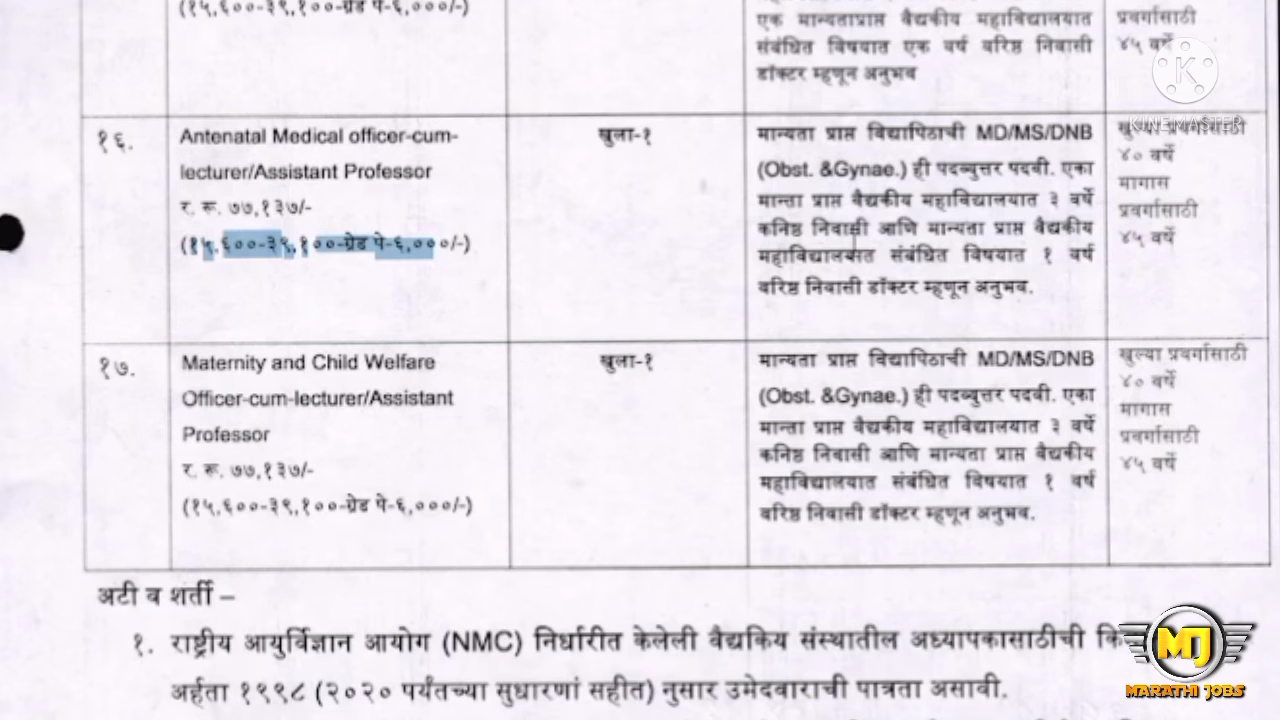 (१५,६००-३९,१००-ग्रेड पे-६,०००/-)
एक मान्यताप्राप्त वैद्यकीय महाविद्यालयात
संबंधित विषयात एक वर्ष वरिष्ठ निवासी
डॉक्टर म्हणून अनुभव
प्रवर्गासाठी
४५ वर्षे
१६.
Antenatal Medical officer-cum-
lecturer/Assistant Professor
र. रू. ७७,१३७/-
(१५,६००-३९,१००-ग्रेड पे-६,०००/-)
खुला-१
मान्यता प्राप्त विद्यापिठाची MD/MS/DNB
(Obst. &Gynae.) ही पदव्युत्तर पदवी. एका
मान्ता प्राप्त वैद्यकीय महाविद्यालयात ३ वर्षे
कनिष्ठ निवासी आणि मान्यता प्राप्त वैद्यकीय
महाविद्यालयात संबंधित विषयात १ वर्ष
वरिष्ठ निवासी डॉक्टर म्हणून अनुभव.
खुल्या प्रवर्गासाठी
४० वर्षे
मागास
प्रवर्गासाठी
४५ वर्षे
१७.
Maternity and Child Welfare
Officer-cum-lecturer/Assistant
Professor
र. रू. ७७,१३७/-
(१५,६००-३९,१००-ग्रेड पे-६,०००/-)
खुला-१
मान्यता प्राप्त विद्यापिठाची MD/MS/DNB
(Obst. &Gynae.) ही पदव्युत्तर पदवी. एका
मान्ता प्राप्त वैद्यकीय महाविद्यालयात ३ वर्षे
कनिष्ठ निवासी आणि मान्यता प्राप्त वैद्यकीय
महाविद्यालयात संबंधित विषयात १ वर्ष
वरिष्ठ निवासी डॉक्टर म्हणून अनुभव.
खुल्या प्रवर्गासाठी
४० वर्षे
मागास
प्रवर्गासाठी
४५ वर्षे
अटी व शर्ती –
१. राष्ट्रीय आयुर्विज्ञान आयोग (NMC) निर्धारीत केलेली वैद्यकिय संस्थातील अध्यापकासाठीची
अर्हता १९९८ (२०२० पर्यंतच्या सुधारणां सहीत) नुसार उमेदवाराची पात्रता असावी.
K
KINEMASTER
MJ
MARATHI JOBS